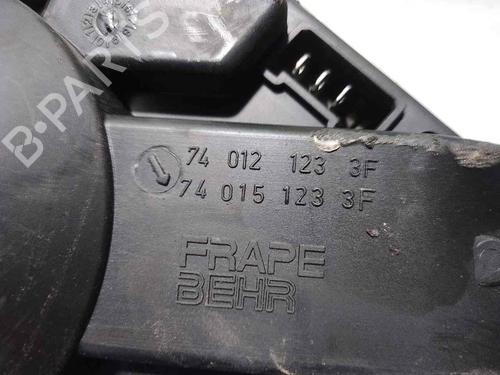 B-PARTS
74 012 123 3F
74 015 123 3F
FRAPE
BEHR